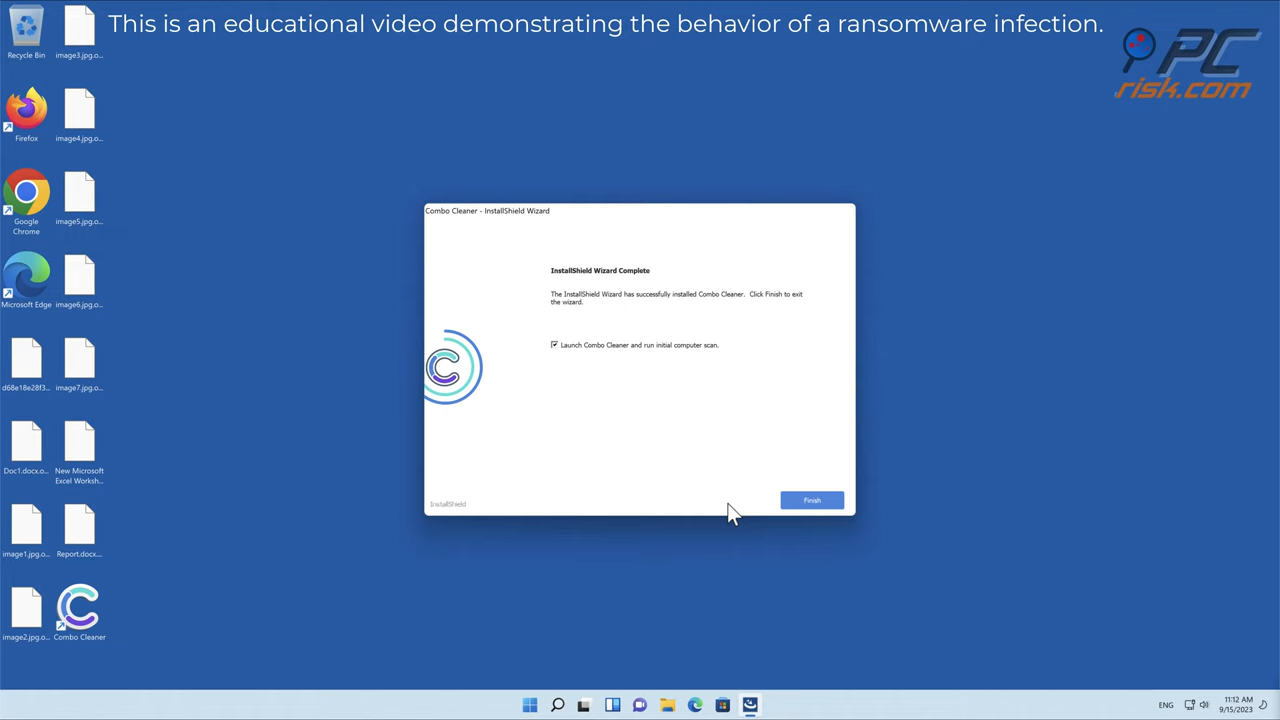 This is an educational video demonstrating the behavior of a ransomware infection.
PC
risk.com
Recycle Bin
image3.jpg.o...
Firefox
image4.jpg.o...
Google
Chrome
image5.jpg.o...
Microsoft Edge
image6.jpg.o...
d68e18e28f3...
image7.jpg.o...
Doc1.docx.o...
New Microsoft
Excel Worksh...
image1.jpg.o...
Report.docx....
image2.jpg.o...
Combo Cleaner
Combo Cleaner - InstallShield Wizard
InstallShield Wizard Complete
The InstallShield Wizard has successfully installed Combo Cleaner. Click Finish to exit
the wizard.
Launch Combo Cleaner and run initial computer scan.
InstallShield
Finish
ENG
11:12 AM
9/15/2023